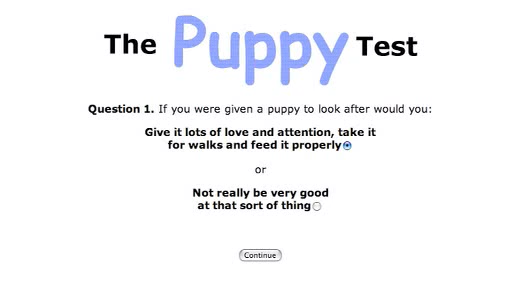 The Puppy Test
Question 1. If you were given a puppy to look after would you:
Give it lots of love and attention, take it
for walks and feed it properly
or
Not really be very good
at that sort of thing
Continue